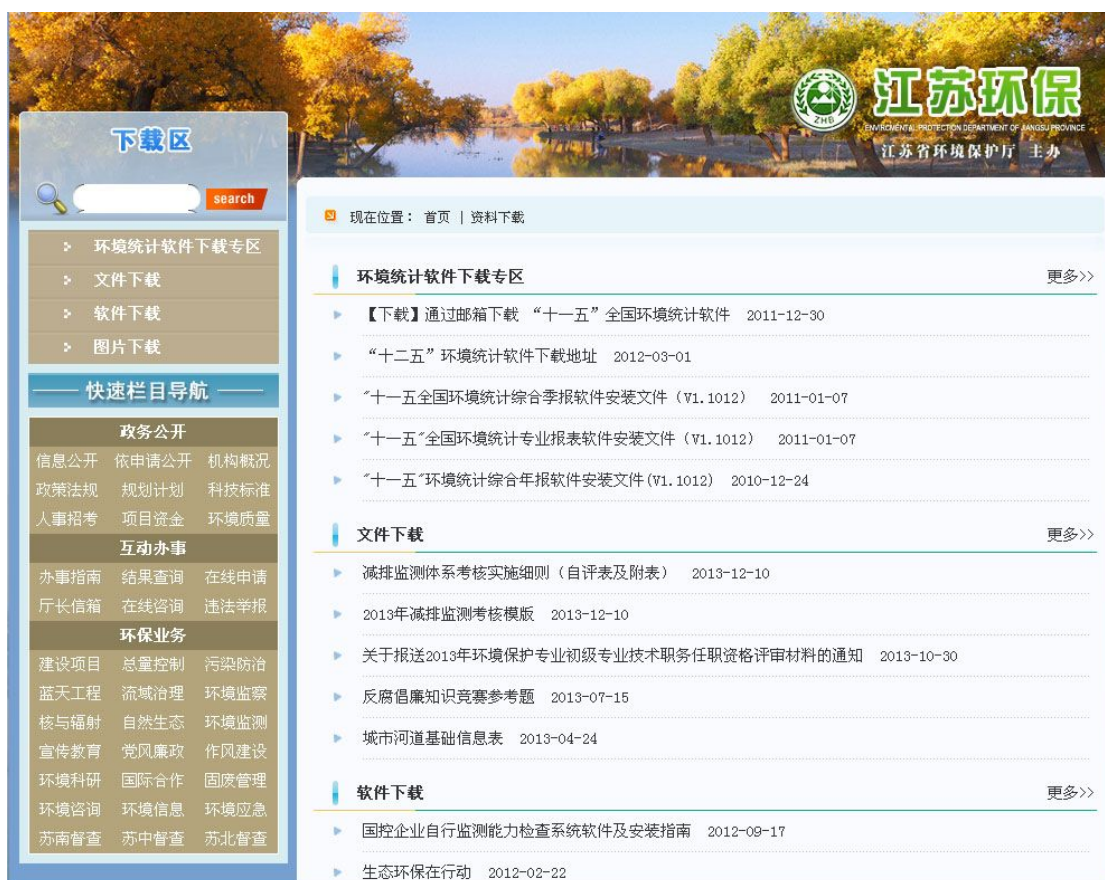 江苏环保
ENVIRONMENTAL PROTECTION DEPARTMENT OF JIANGSU PROVINCE
江苏省环境保护厅 主办
ZHB
下载区
search
环境统计软件下载专区
文件下载
软件下载
图片下载
快速栏目导航
政务公开
信息公开 依申请公开 机构概况
政策法规 规划计划 科技标准
人事招考 项目资金 环境质量
互动办事
办事指南 结果查询 在线申请
厅长信箱 在线咨询 违法举报
环保业务
建设项目 总量控制 污染防治
蓝天工程 流域治理 环境监察
核与辐射 自然生态 环境监测
宣传教育 党风廉政 作风建设
环境科研 国际合作 固废管理
环境咨询 环境信息 环境应急
苏南督查 苏中督查 苏北督查
现在位置： 首页 | 资料下载
环境统计软件下载专区 更多>>
【下载】通过邮箱下载 “十一五”全国环境统计软件 2011-12-30
“十二五”环境统计软件下载地址 2012-03-01
"十一五全国环境统计综合季报软件安装文件（V1.1012） 2011-01-07
"十一五"全国环境统计专业报表软件安装文件（V1.1012） 2011-01-07
"十一五"环境统计综合年报软件安装文件(V1.1012) 2010-12-24
文件下载 更多>>
减排监测体系考核实施细则（自评表及附表） 2013-12-10
2013年减排监测考核模版 2013-12-10
关于报送2013年环境保护专业初级专业技术职务任职资格评审材料的通知 2013-10-30
反腐倡廉知识竞赛参考题 2013-07-15
城市河道基础信息表 2013-04-24
软件下载 更多>>
国控企业自行监测能力检查系统软件及安装指南 2012-09-17
生态环保在行动 2012-02-22